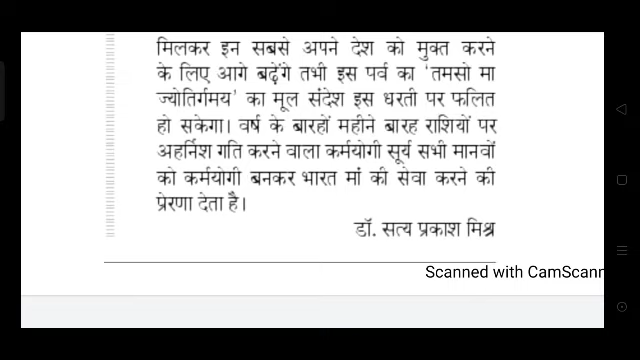 मिलकर इन सबसे अपने देश को मुक्त करने
के लिए आगे बढ़ेंगे तभी इस पर्व का ‘तमसो मा
ज्योतिर्गमय’ का मूल संदेश इस धरती पर फलित
हो सकेगा। वर्ष के बारहों महीने बारह राशियों पर
अहर्निश गति करने वाला कर्मयोगी सूर्य सभी मानवों
को कर्मयोगी बनकर भारत मां की सेवा करने की
प्रेरणा देता है।
डॉ. सत्य प्रकाश मिश्र
Scanned with CamScann